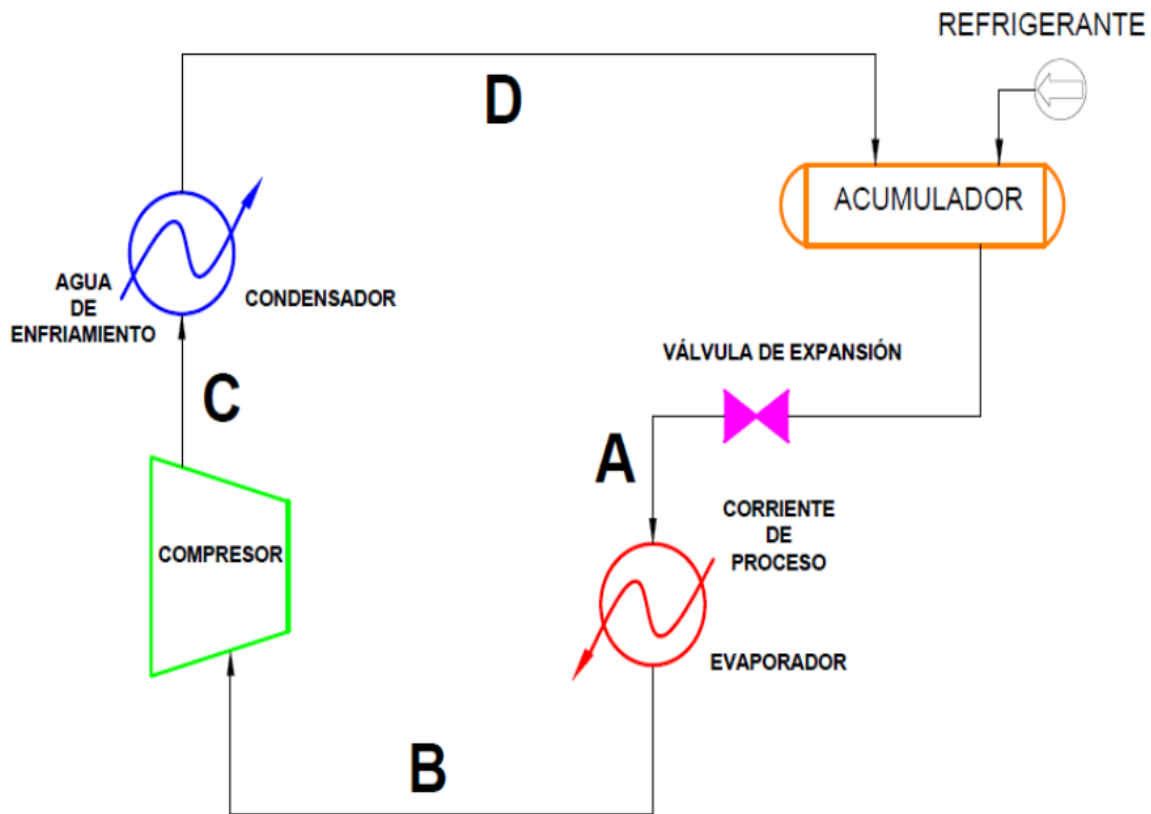 REFRIGERANTE
D
ACUMULADOR
AGUA
DE
ENFRIAMIENTO
CONDENSADOR
VÁLVULA DE EXPANSIÓN
C
A
CORRIENTE
DE
PROCESO
COMPRESOR
EVAPORADOR
B